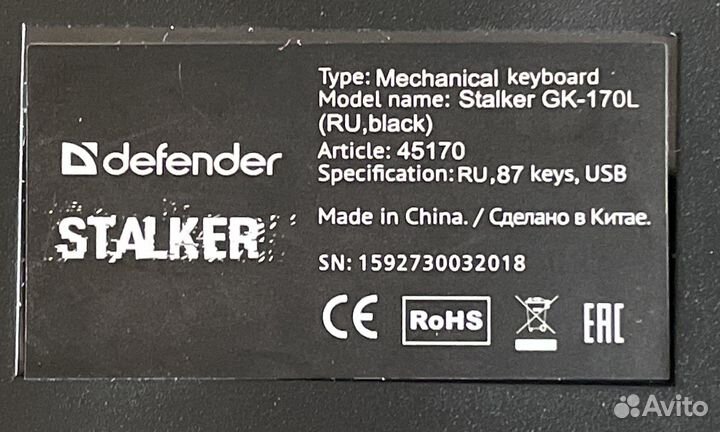 defender
STALKER
Type: Mechanical keyboard
Model name: Stalker GK-170L
(RU,black)
Article: 45170
Specification: RU,87 keys, USB
Made in China. / Сделано в Китае.
SN: 1592730032018
CE RoHS EAC
Avito